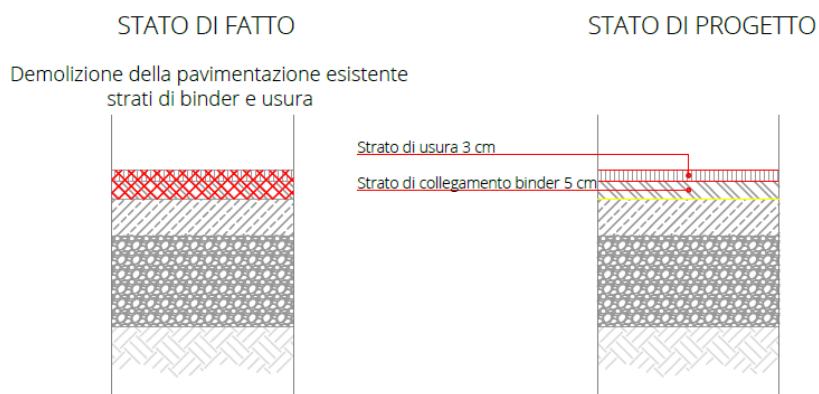 STATO DI FATTO
Demolizione della pavimentazione esistente
strati di binder e usura
STATO DI PROGETTO
Strato di usura 3 cm
Strato di collegamento binder 5 cm